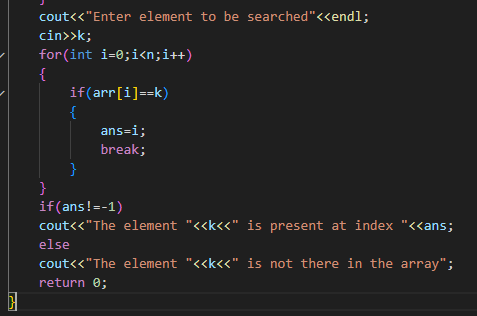 }
cout<<"Enter element to be searched"<<endl;
cin>>k;
for(int i=0;i<n;i++)
{
if(arr[i]==k)
{
ans=i;
break;
}
}
if(ans!=-1)
cout<<"The element "<<k<<" is present at index "<<ans;
else
cout<<"The element "<<k<<" is not there in the array";
return 0;
}